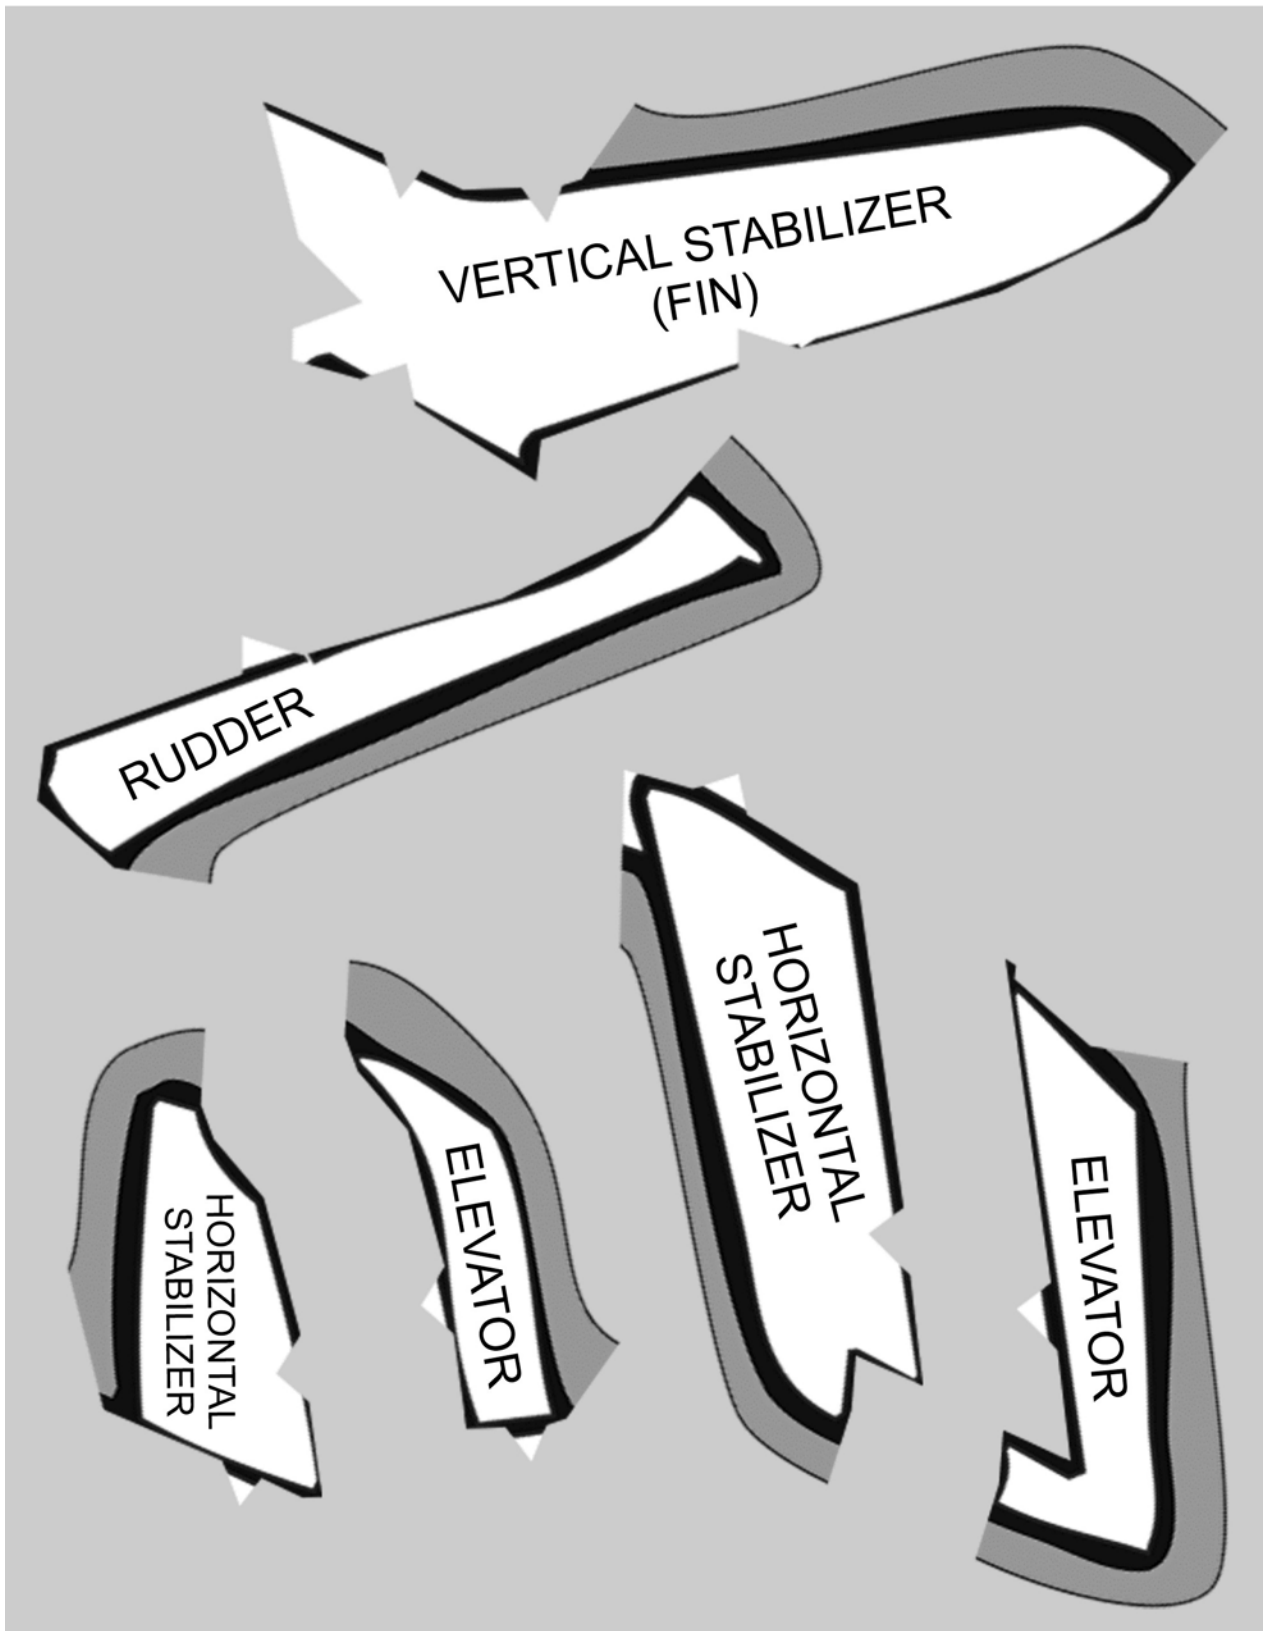 VERTICAL STABILIZER
(FIN)
RUDDER
HORIZONTAL
STABILIZER
HORIZONTAL
STABILIZER
ELEVATOR
ELEVATOR